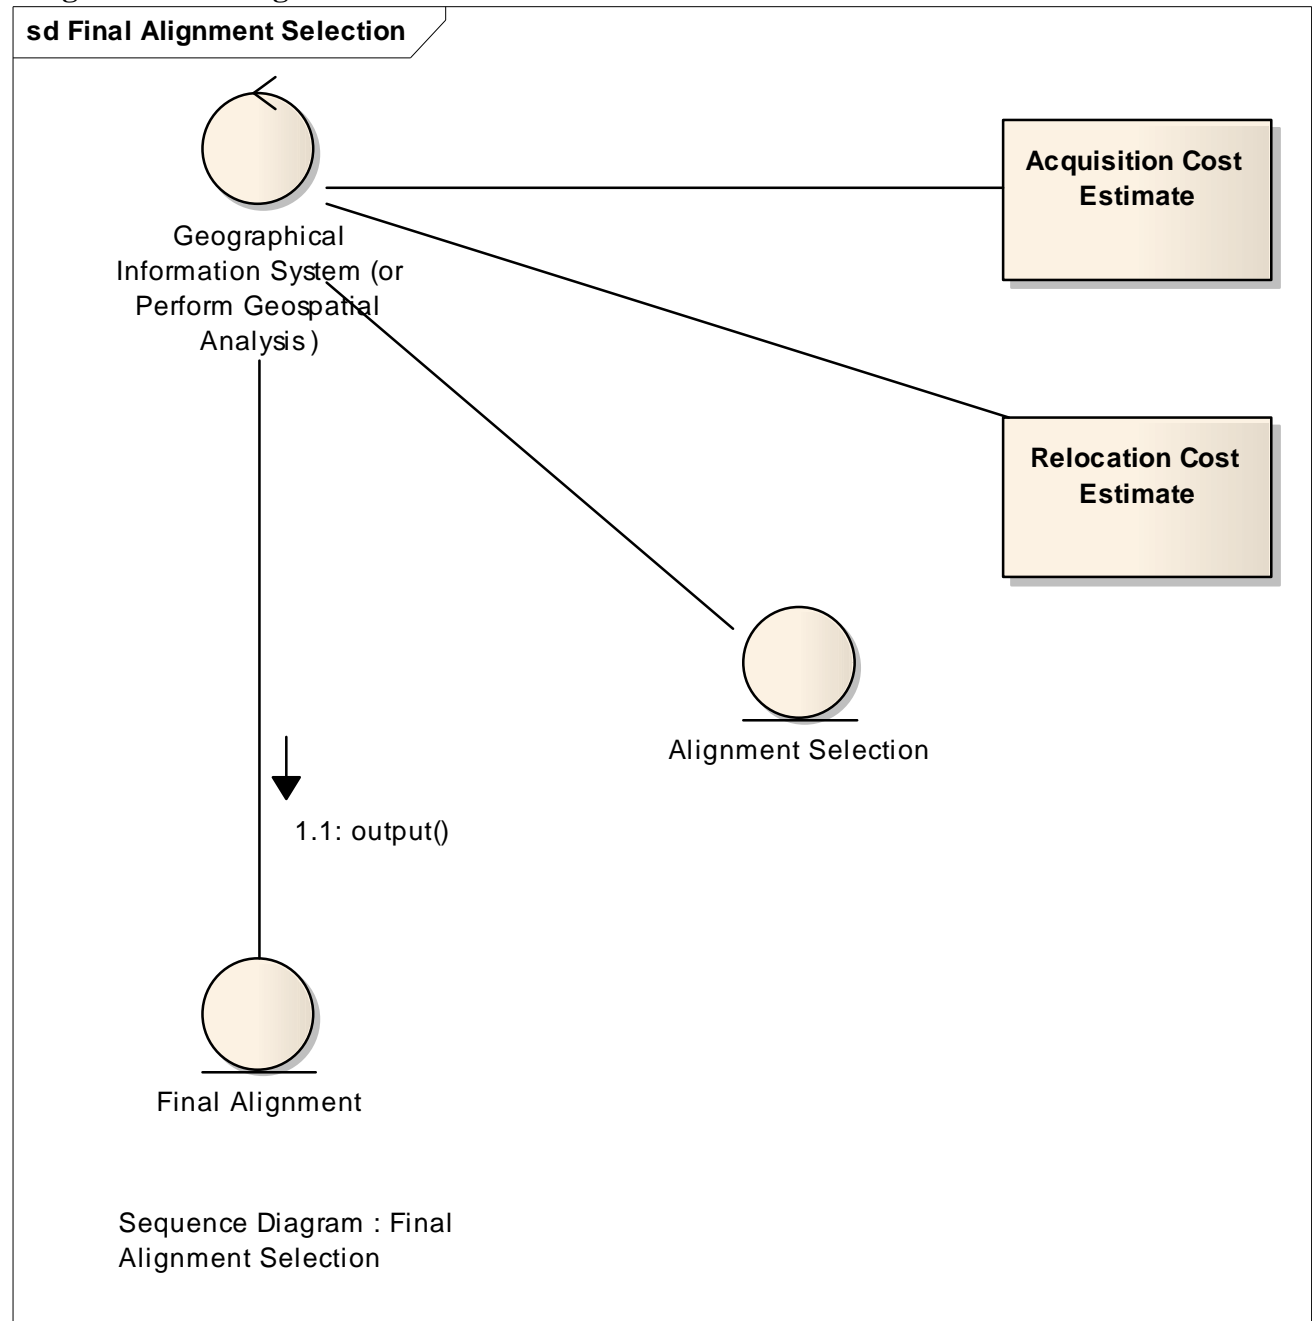 sd Final Alignment Selection
Geographical
Information System (or
Perform Geospatial
Analysis)
Acquisition Cost
Estimate
Relocation Cost
Estimate
Alignment Selection
1.1: output()
Final Alignment
Sequence Diagram : Final
Alignment Selection